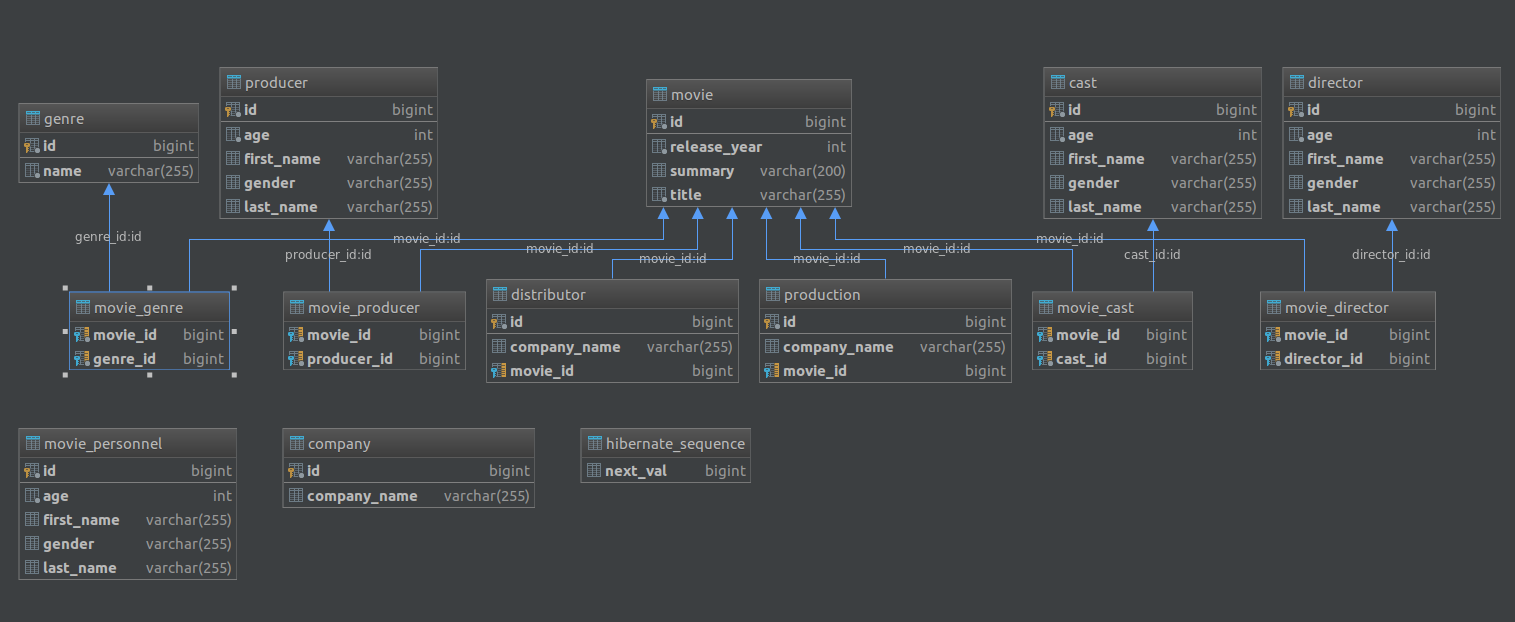 genre
id bigint
name varchar(255)
producer
id bigint
age int
first_name varchar(255)
gender varchar(255)
last_name varchar(255)
movie
id bigint
release_year int
summary varchar(200)
title varchar(255)
cast
id bigint
age int
first_name varchar(255)
gender varchar(255)
last_name varchar(255)
director
id bigint
age int
first_name varchar(255)
gender varchar(255)
last_name varchar(255)
genre_id:id
producer_id:id
movie_id:id
movie_id:id
movie_id:id
movie_id:id
movie_id:id
movie_id:id
cast_id:id
director_id:id
movie_genre
movie_id bigint
genre_id bigint
movie_producer
movie_id bigint
producer_id bigint
distributor
id bigint
company_name varchar(255)
movie_id bigint
production
id bigint
company_name varchar(255)
movie_id bigint
movie_cast
movie_id bigint
cast_id bigint
movie_director
movie_id bigint
director_id bigint
movie_personnel
id bigint
age int
first_name varchar(255)
gender varchar(255)
last_name varchar(255)
company
id bigint
company_name varchar(255)
hibernate_sequence
next_val bigint